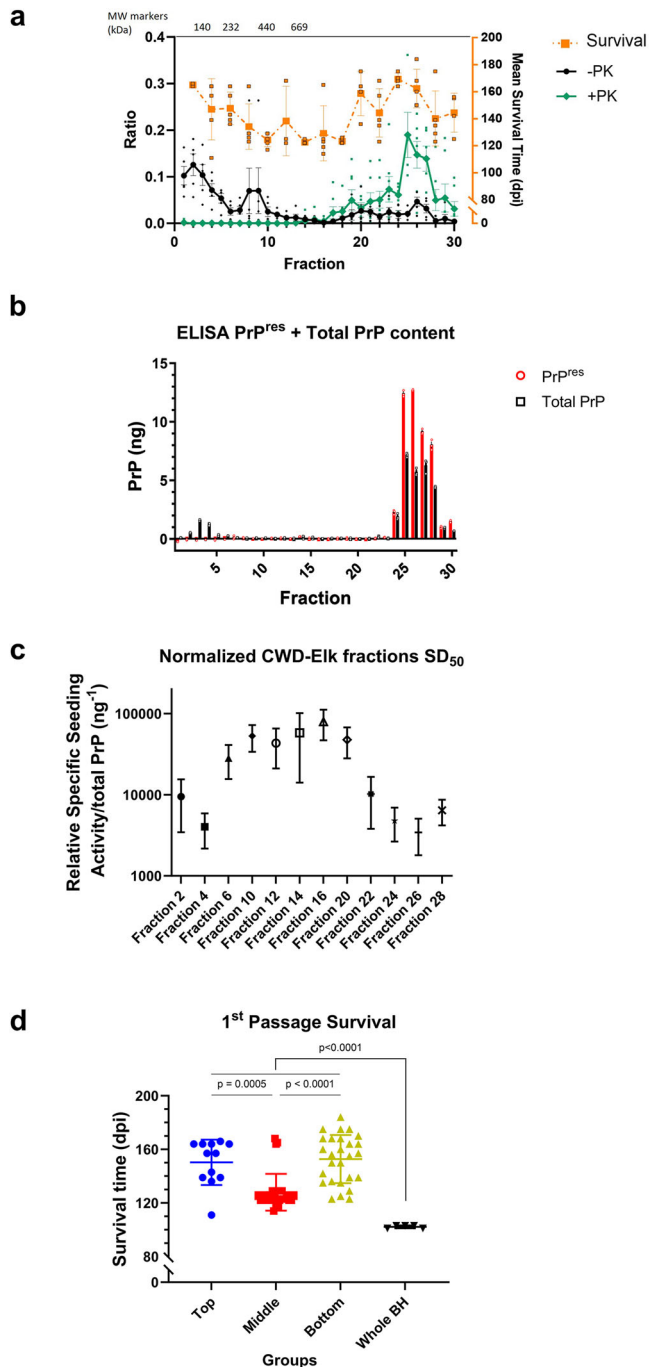 a
MW markers
(kDa)
140 232 440 669
0.4
0.3
0.2
0.1
0.0
Ratio
0 10 20 30
Fraction
200
180
160
140
120
100
80
0
Mean Survival Time (dpi)
Survival
-PK
+PK
b
ELISA PrPres + Total PrP content
15
10
5
0
PrP (ng)
5 10 15 20 25 30
Fraction
PrPres
Total PrP
c
Normalized CWD-Elk fractions SD50
Relative Specific Seeding
Activity/total PrP (ng-1)
100000
10000
1000
Fraction 2
Fraction 4
Fraction 6
Fraction 10
Fraction 12
Fraction 14
Fraction 16
Fraction 20
Fraction 22
Fraction 24
Fraction 26
Fraction 28
d
1st Passage Survival
p<0.0001
p = 0.0005 p < 0.0001
200
160
120
80
0
Survival time (dpi)
Top
Middle
Bottom
Whole BH
Groups